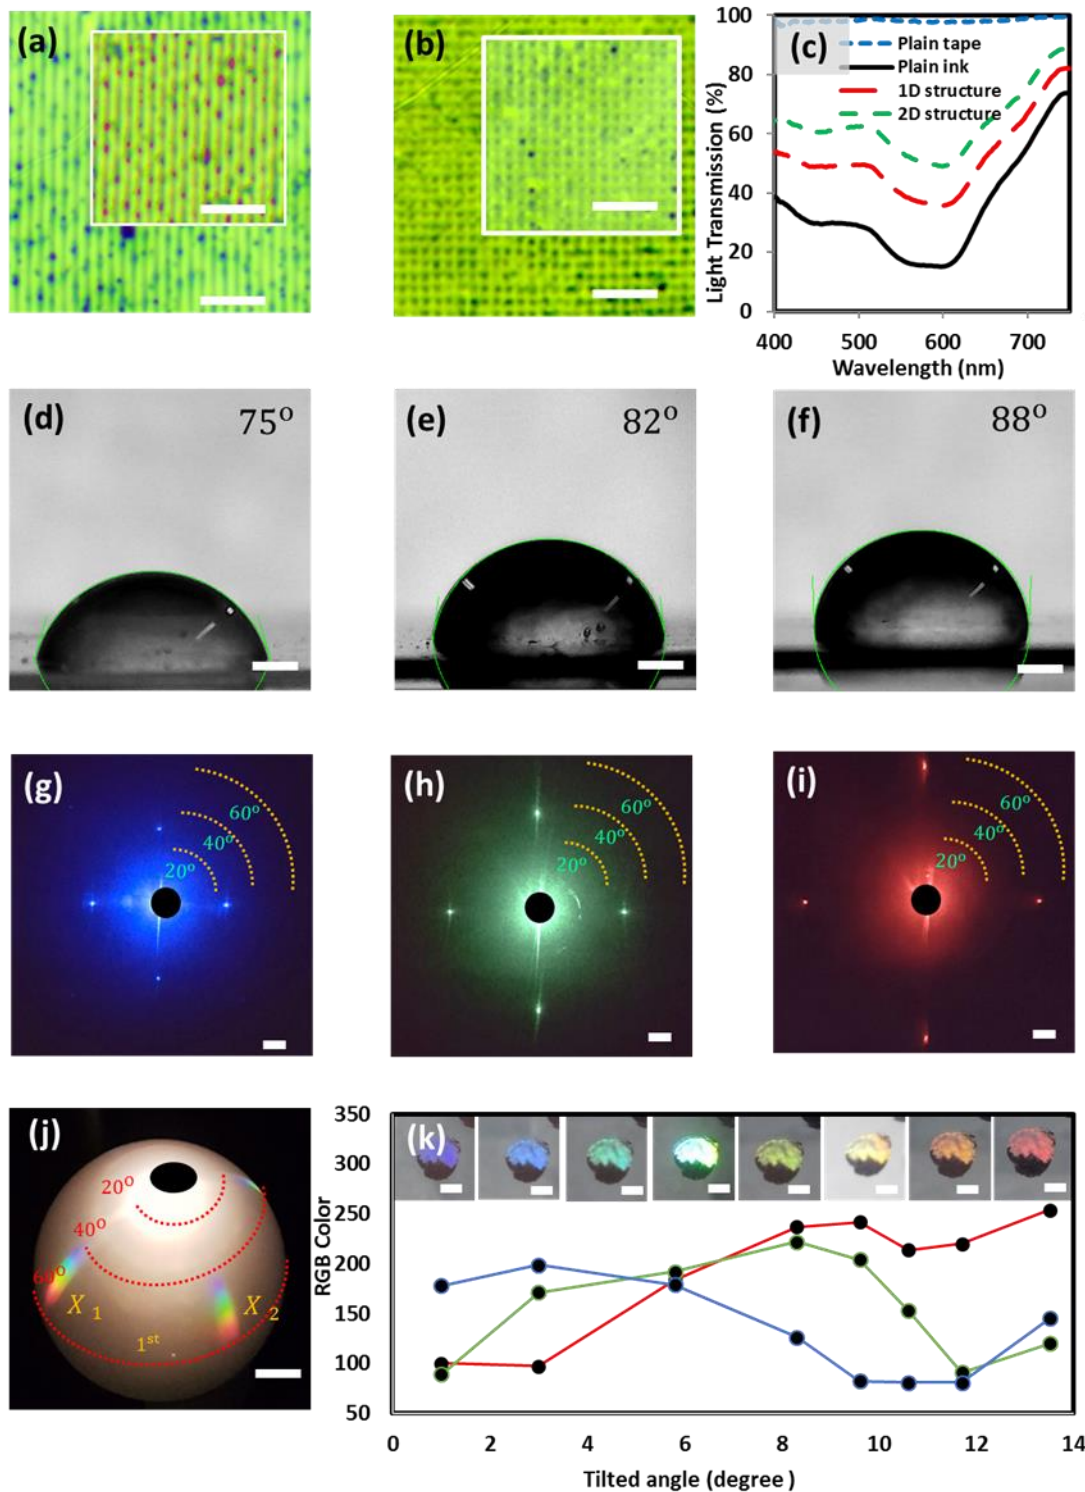 (a)
(b)
(c)
100
80
60
40
20
0
Light Transmission (%)
Plain tape
Plain ink
1D structure
2D structure
400 500 600 700
Wavelength (nm)
(d) 75°
(e) 82°
(f) 88°
(g)
60°
40°
20°
(h)
60°
40°
20°
(i)
60°
40°
20°
(j)
20°
40°
60°
X 1
X 2
1st
(k)
350
300
250
200
150
100
50
RGB Color
0 2 4 6 8 10 12 14
Tilted angle (degree )